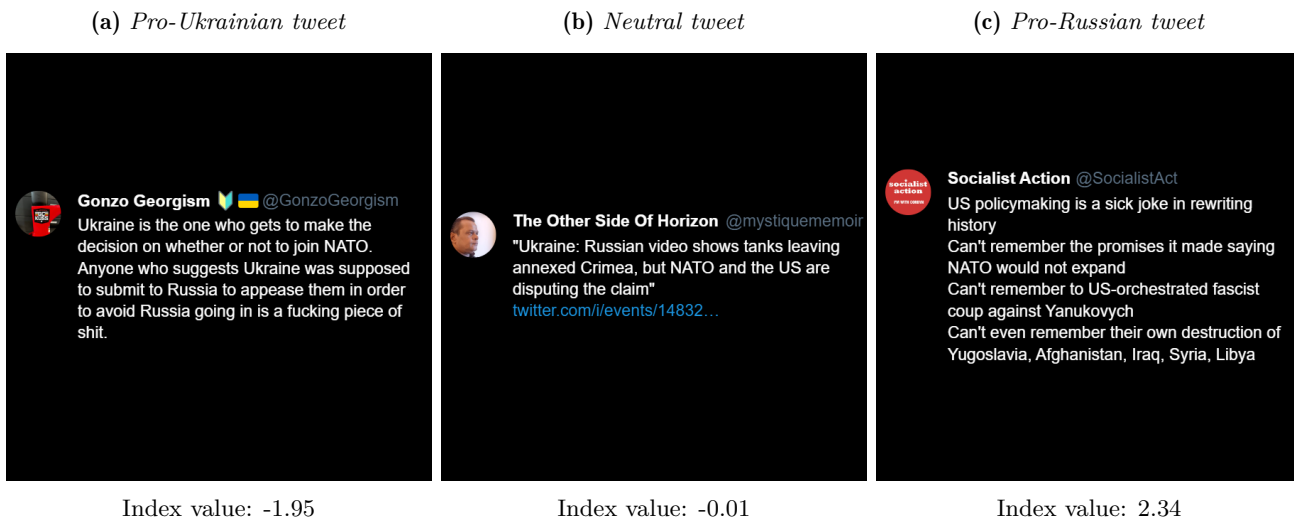 (a) Pro-Ukrainian tweet
Gonzo Georgism 🔰 🇺🇦 @GonzoGeorgism
Ukraine is the one who gets to make the
decision on whether or not to join NATO.
Anyone who suggests Ukraine was supposed
to submit to Russia to appease them in order
to avoid Russia going in is a fucking piece of
shit.
Index value: -1.95
(b) Neutral tweet
The Other Side Of Horizon @mystiquememoir
"Ukraine: Russian video shows tanks leaving
annexed Crimea, but NATO and the US are
disputing the claim"
twitter.com/i/events/14832…
Index value: -0.01
(c) Pro-Russian tweet
socialist
action
Socialist Action @SocialistAct
US policymaking is a sick joke in rewriting
history
Can't remember the promises it made saying
NATO would not expand
Can't remember to US-orchestrated fascist
coup against Yanukovych
Can't even remember their own destruction of
Yugoslavia, Afghanistan, Iraq, Syria, Libya
Index value: 2.34